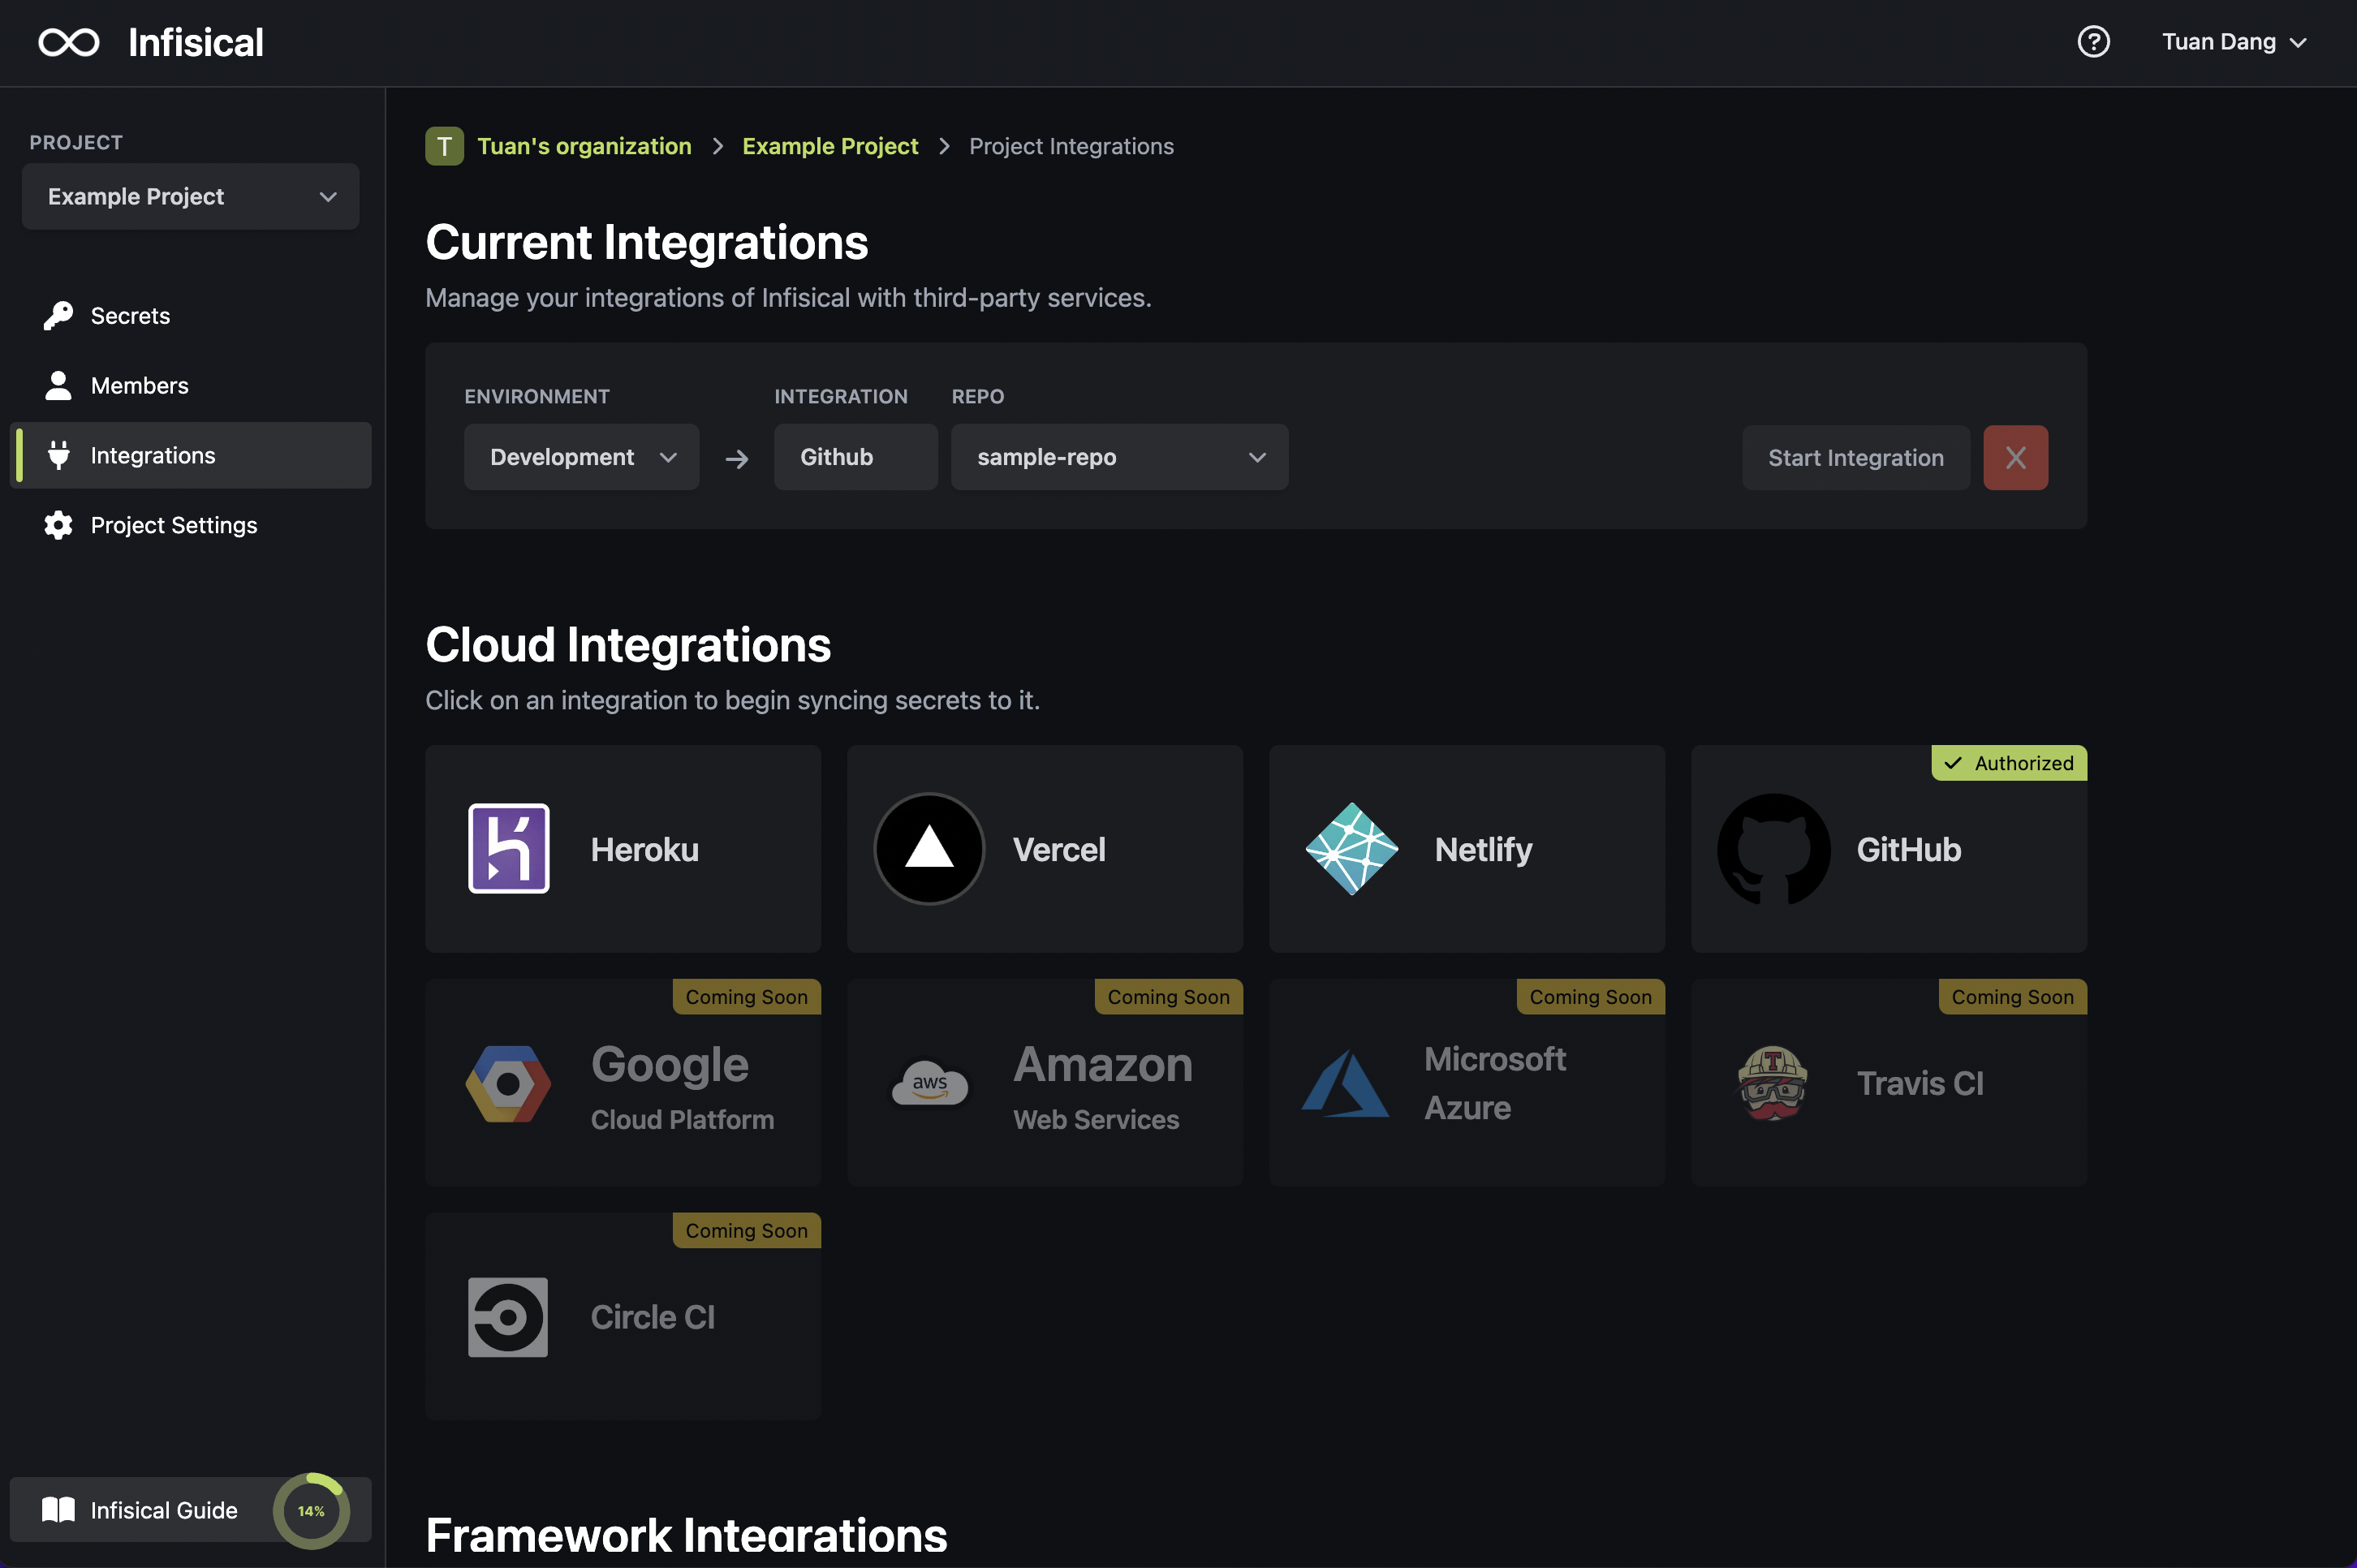 Infisical
Tuan Dang
PROJECT
Example Project
Secrets
Members
Integrations
Project Settings
Infisical Guide
14%
T Tuan's organization > Example Project > Project Integrations
Current Integrations
Manage your integrations of Infisical with third-party services.
ENVIRONMENT INTEGRATION REPO
Development → Github sample-repo Start Integration X
Cloud Integrations
Click on an integration to begin syncing secrets to it.
Heroku
Vercel
Netlify
Authorized
GitHub
Coming Soon
Google
Cloud Platform
Coming Soon
aws
Amazon
Web Services
Coming Soon
Microsoft
Azure
Coming Soon
T
Travis CI
Coming Soon
Circle CI
Framework Integrations